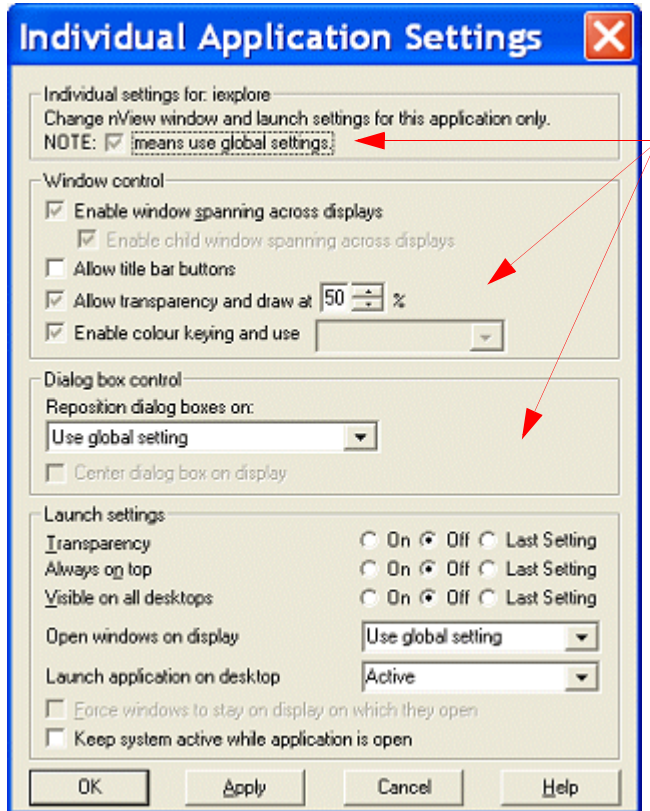 Individual Application Settings
Individual settings for: iexplore
Change nView window and launch settings for this application only.
NOTE: means use global settings.
Window control
Enable window spanning across displays
Enable child window spanning across displays
Allow title bar buttons
Allow transparency and draw at 50 %
Enable colour keying and use
Dialog box control
Reposition dialog boxes on:
Use global setting
Center dialog box on display
Launch settings
Transparency On Off Last Setting
Always on top On Off Last Setting
Visible on all desktops On Off Last Setting
Open windows on display Use global setting
Launch application on desktop Active
Force windows to stay on display on which they open
Keep system active while application is open
OK Apply Cancel Help